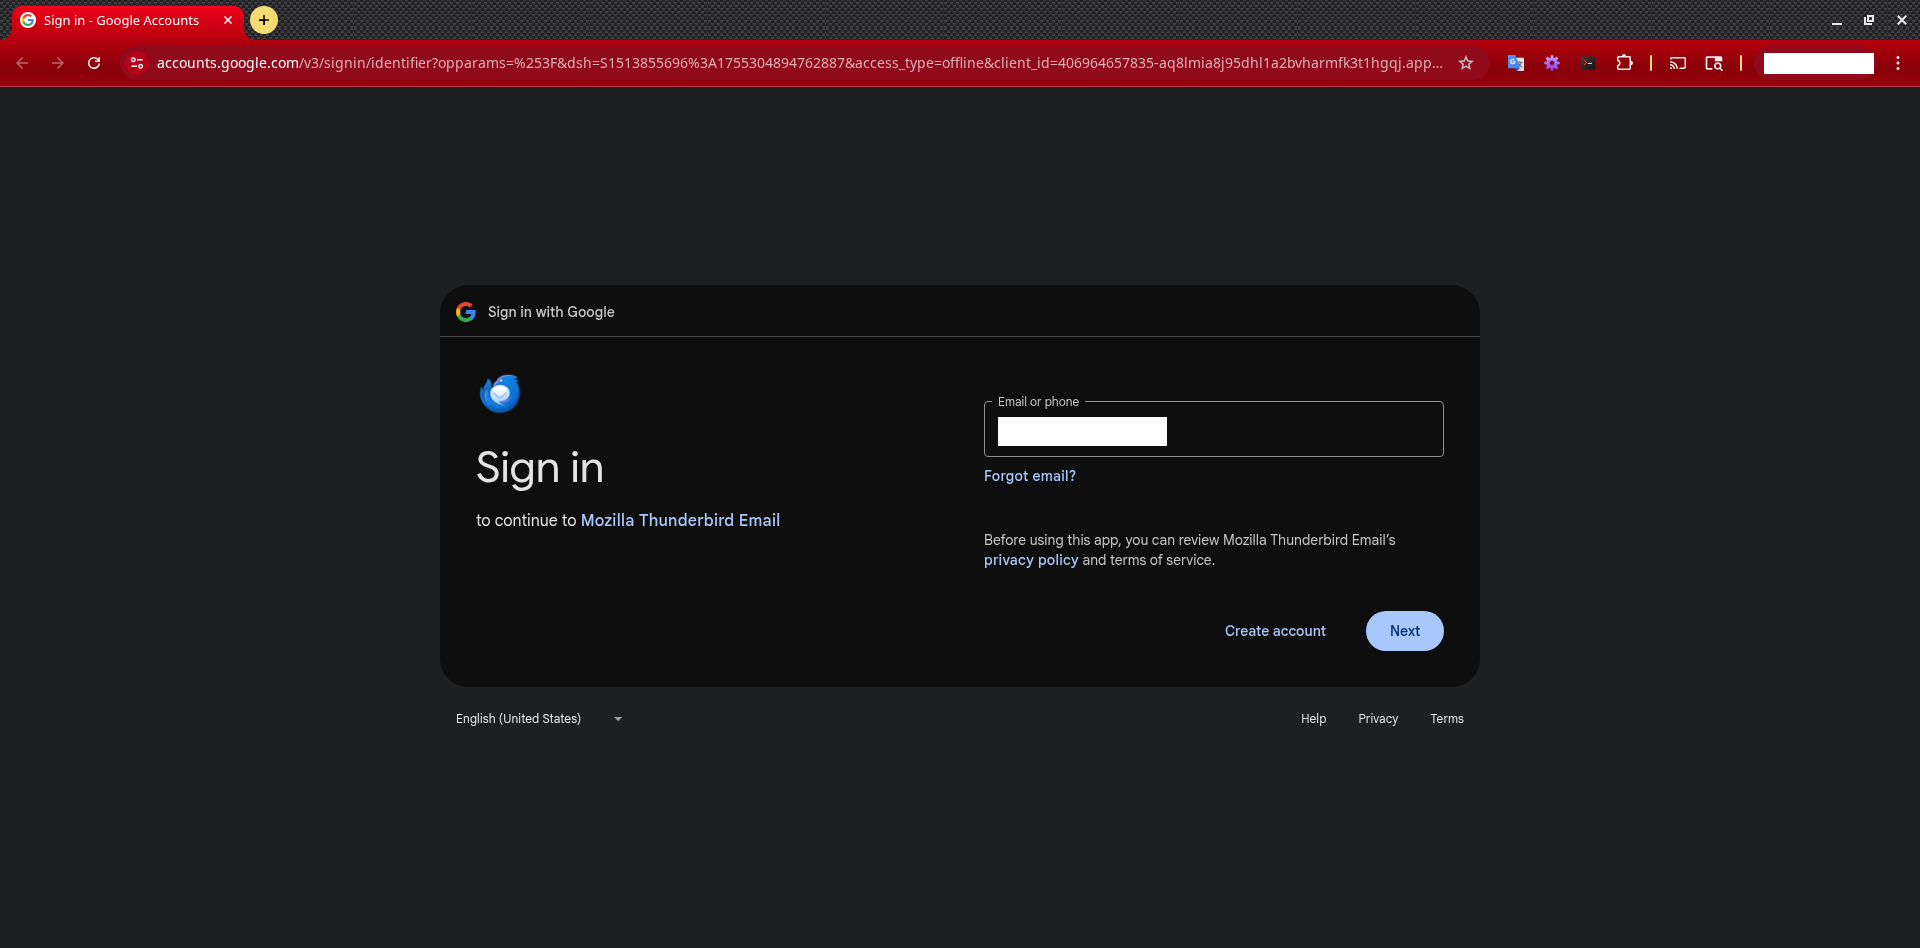 Sign in - Google Accounts
accounts.google.com/v3/signin/identifier?opparams=%253F&dsh=S1513855696%3A1755304894762887&access_type=offline&client_id=406964657835-aq8lmia8j95dhl1a2bvharmfk3t1hgqj.app...
Sign in with Google
Sign in
to continue to Mozilla Thunderbird Email
Email or phone
Forgot email?
Before using this app, you can review Mozilla Thunderbird Email’s
privacy policy and terms of service.
Create account
Next
English (United States)
Help
Privacy
Terms